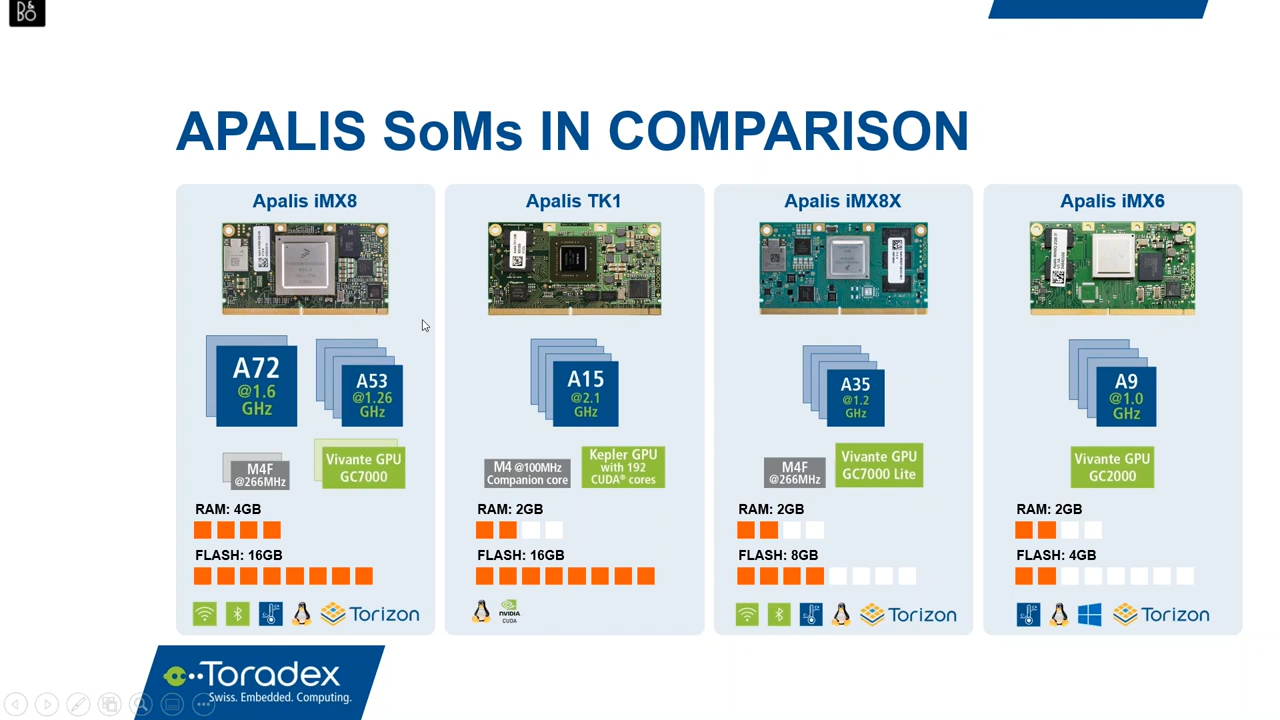 B&O
APALIS SoMs IN COMPARISON
Apalis iMX8
A72
@1.6
GHz
A53
@1.26
GHz
M4F
@266MHz
Vivante GPU
GC7000
RAM: 4GB
FLASH: 16GB
Torizon
Apalis TK1
A15
@2.1
GHz
M4 @100MHz
Companion core
Kepler GPU
with 192
CUDA® cores
RAM: 2GB
FLASH: 16GB
NVIDIA
CUDA
Apalis iMX8X
A35
@1.2
GHz
M4F
@266MHz
Vivante GPU
GC7000 Lite
RAM: 2GB
FLASH: 8GB
Torizon
Apalis iMX6
A9
@1.0
GHz
Vivante GPU
GC2000
RAM: 2GB
FLASH: 4GB
Torizon
Toradex
Swiss. Embedded. Computing.